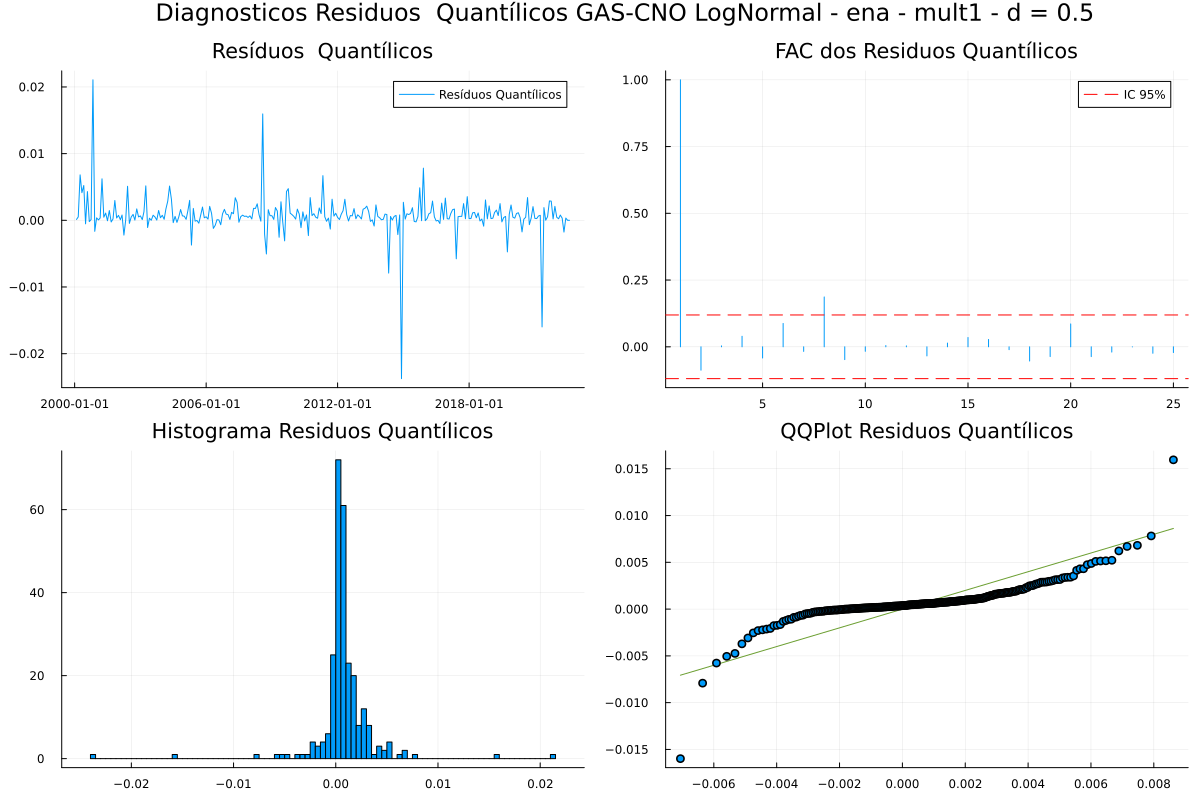 Diagnosticos Residuos  Quantílicos GAS-CNO LogNormal - ena - mult1 - d = 0.5
Resíduos  Quantílicos
0.02
0.01
0.00
−0.01
−0.02
Resíduos Quantílicos
2000-01-01 2006-01-01 2012-01-01 2018-01-01
FAC dos Residuos Quantílicos
1.00
0.75
0.50
0.25
0.00
IC 95%
5 10 15 20 25
Histograma Residuos Quantílicos
60
40
20
0
−0.02 −0.01 0.00 0.01 0.02
QQPlot Residuos Quantílicos
0.015
0.010
0.005
0.000
−0.005
−0.010
−0.015
−0.006 −0.004 −0.002 0.000 0.002 0.004 0.006 0.008